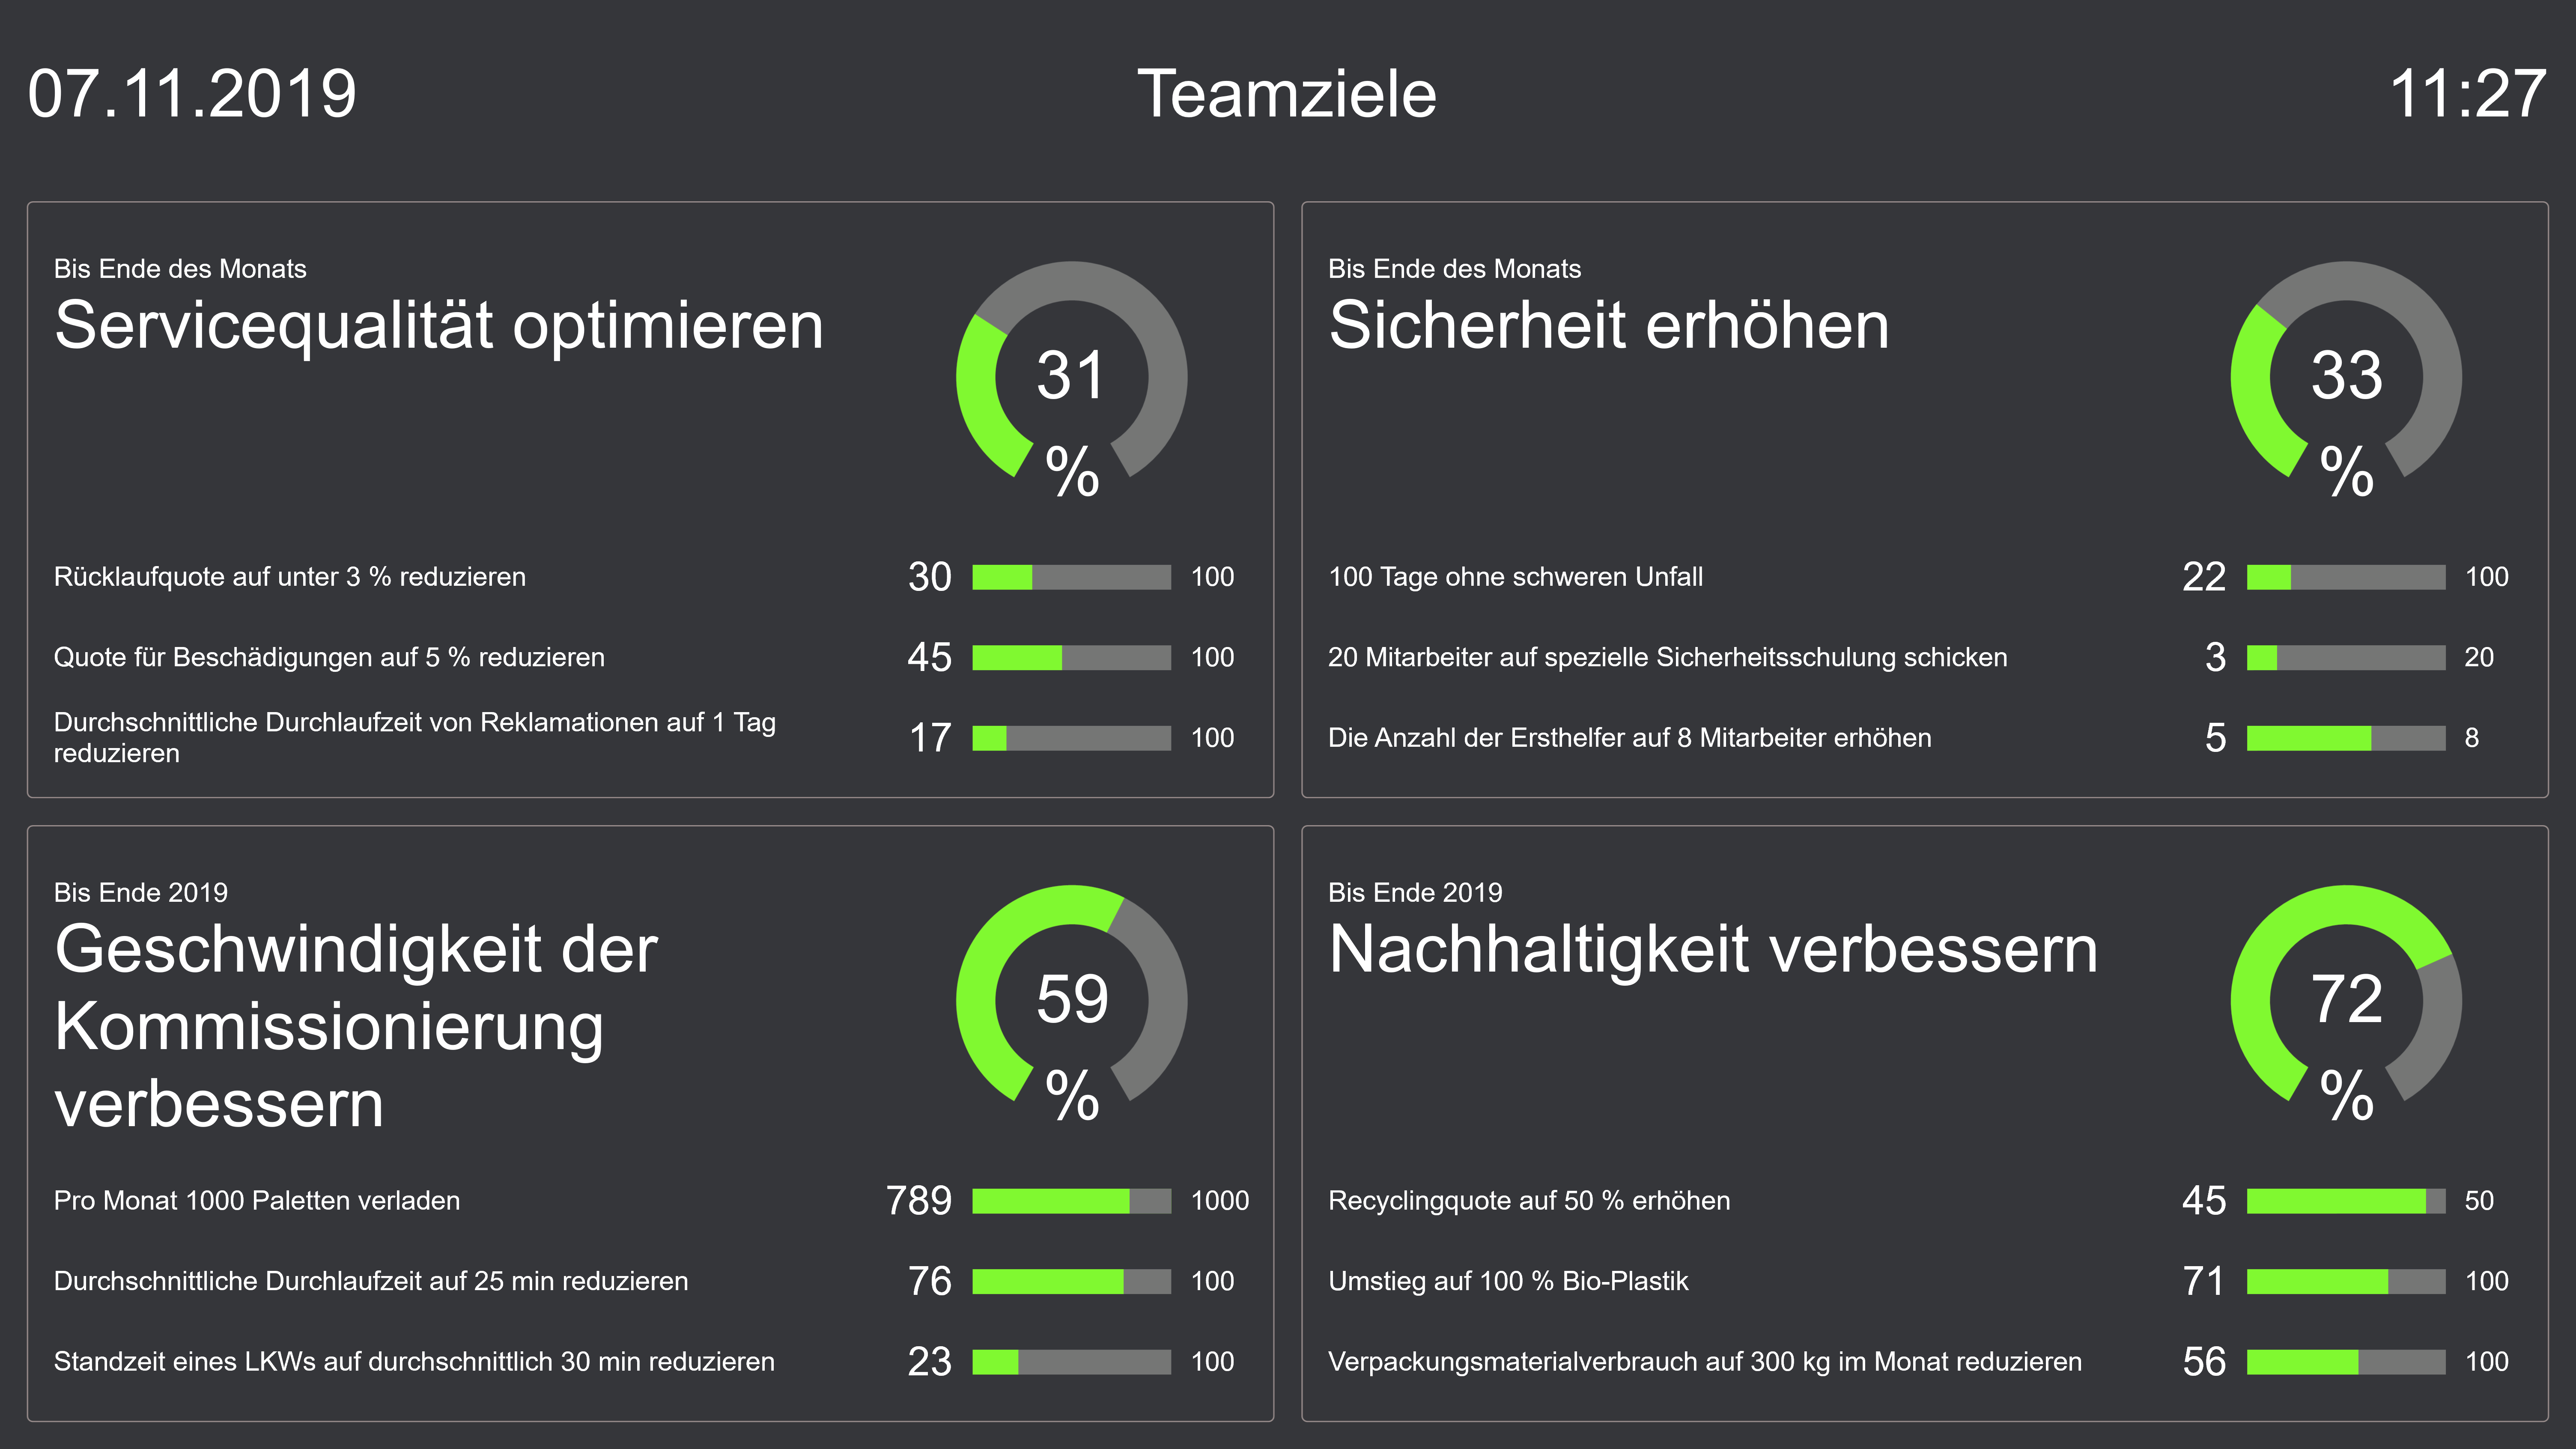 07.11.2019
Teamziele
11:27
Bis Ende des Monats
Servicequalität optimieren
31
%
Rücklaufquote auf unter 3 % reduzieren
30
100
Quote für Beschädigungen auf 5 % reduzieren
45
100
Durchschnittliche Durchlaufzeit von Reklamationen auf 1 Tag
reduzieren
17
100
Bis Ende des Monats
Sicherheit erhöhen
33
%
100 Tage ohne schweren Unfall
22
100
20 Mitarbeiter auf spezielle Sicherheitsschulung schicken
3
20
Die Anzahl der Ersthelfer auf 8 Mitarbeiter erhöhen
5
8
Bis Ende 2019
Geschwindigkeit der
Kommissionierung
verbessern
59
%
Pro Monat 1000 Paletten verladen
789
1000
Durchschnittliche Durchlaufzeit auf 25 min reduzieren
76
100
Standzeit eines LKWs auf durchschnittlich 30 min reduzieren
23
100
Bis Ende 2019
Nachhaltigkeit verbessern
72
%
Recyclingquote auf 50 % erhöhen
45
50
Umstieg auf 100 % Bio-Plastik
71
100
Verpackungsmaterialverbrauch auf 300 kg im Monat reduzieren
56
100